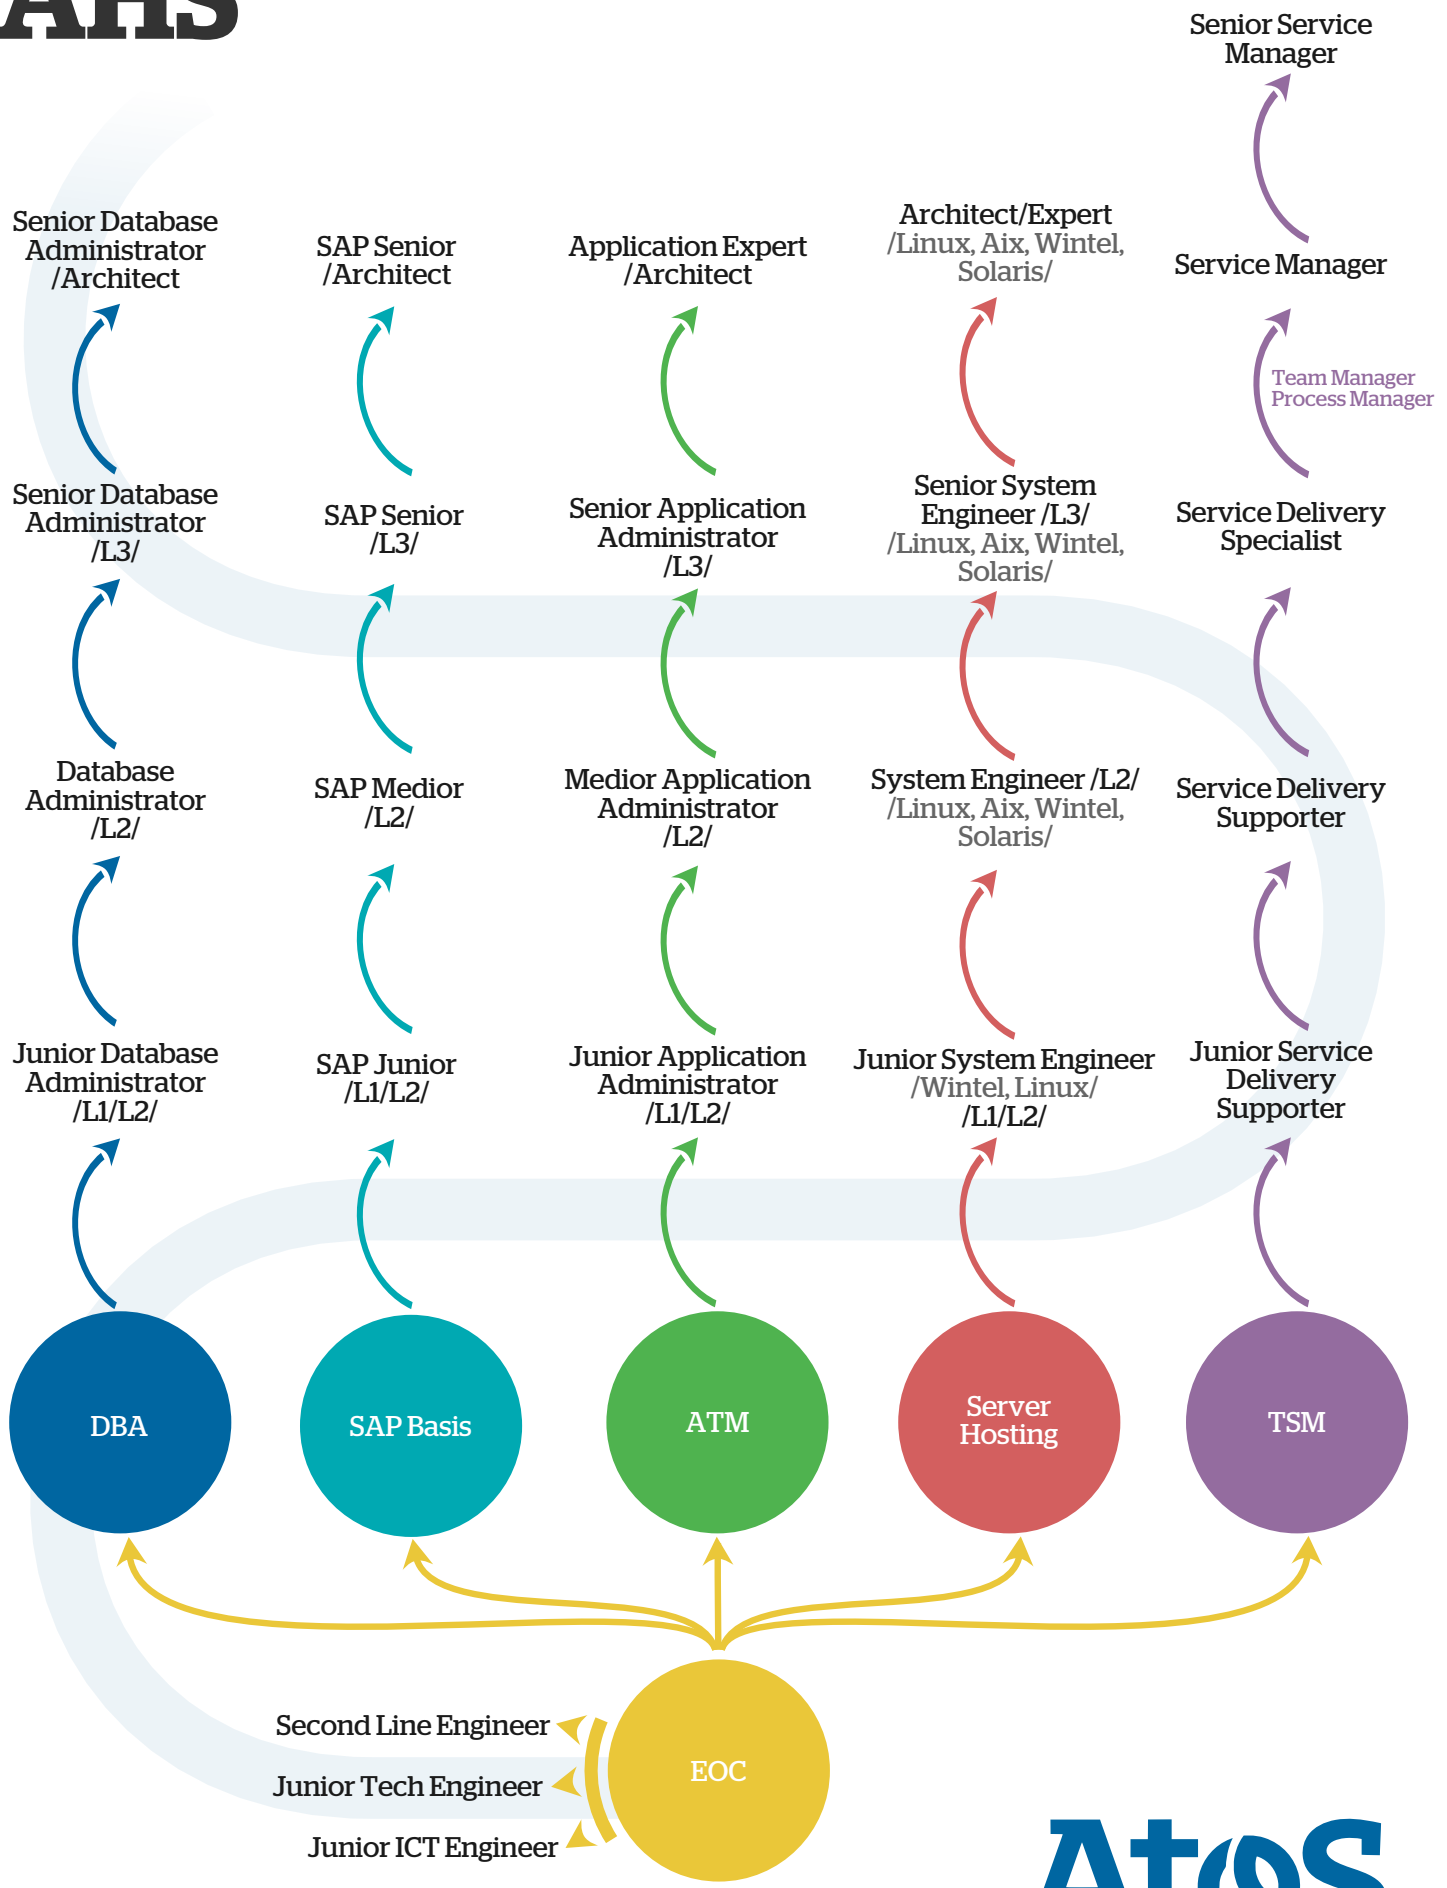 AHS
Senior Service
Manager
Senior Database
Administrator
/Architect
SAP Senior
/Architect
Application Expert
/Architect
Architect/Expert
/Linux, Aix, Wintel,
Solaris/
Service Manager
Team Manager
Process Manager
Senior Database
Administrator
/L3/
SAP Senior
/L3/
Senior Application
Administrator
/L3/
Senior System
Engineer /L3/
/Linux, Aix, Wintel,
Solaris/
Service Delivery
Specialist
Database
Administrator
/L2/
SAP Medior
/L2/
Medior Application
Administrator
/L2/
System Engineer /L2/
/Linux, Aix, Wintel,
Solaris/
Service Delivery
Supporter
Junior Database
Administrator
/L1/L2/
SAP Junior
/L1/L2/
Junior Application
Administrator
/L1/L2/
Junior System Engineer
/Wintel, Linux/
/L1/L2/
Junior Service
Delivery
Supporter
DBA
SAP Basis
ATM
Server
Hosting
TSM
Second Line Engineer
Junior Tech Engineer
Junior ICT Engineer
EOC
AtoS